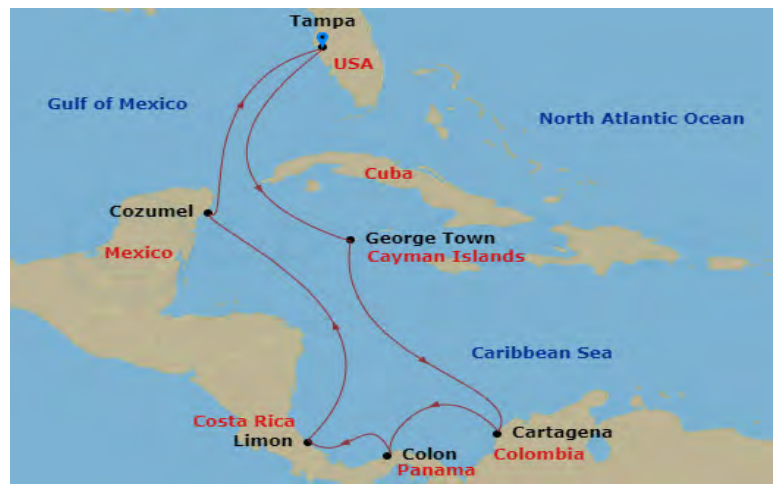 Tampa
USA
Gulf of Mexico
North Atlantic Ocean
Cuba
Cozumel
George Town
Mexico
Cayman Islands
Caribbean Sea
Costa Rica
Limon
Cartagena
Colon
Colombia
Panama